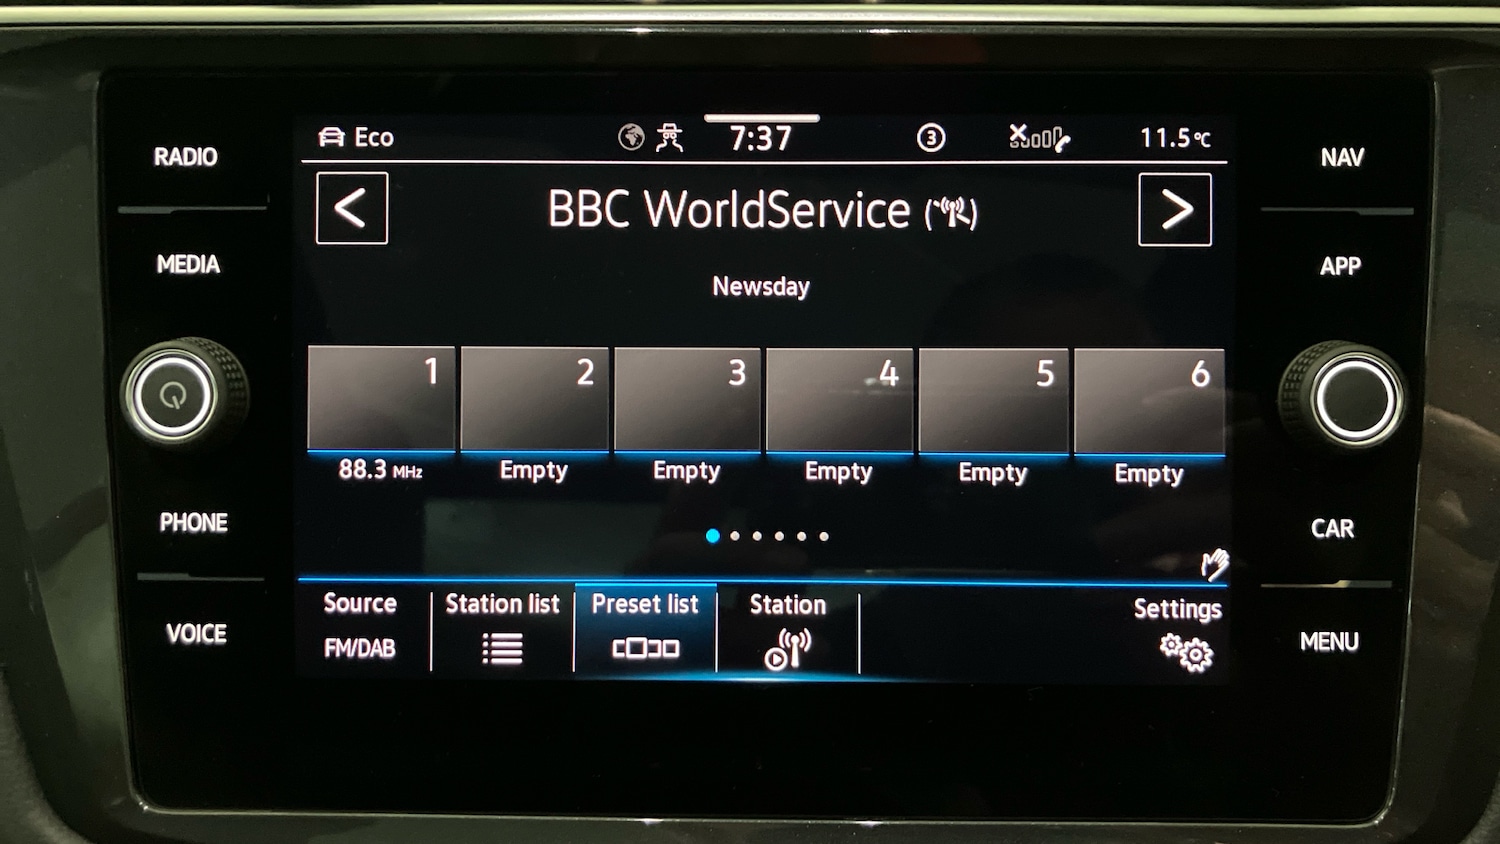 RADIO
MEDIA
PHONE
VOICE
Eco
7:37
3
11.5°C
< BBC WorldService >
Newsday
1 2 3 4 5 6
88.3 MHz Empty Empty Empty Empty Empty
Source Station list Preset list Station Settings
FM/DAB
NAV
APP
CAR
MENU